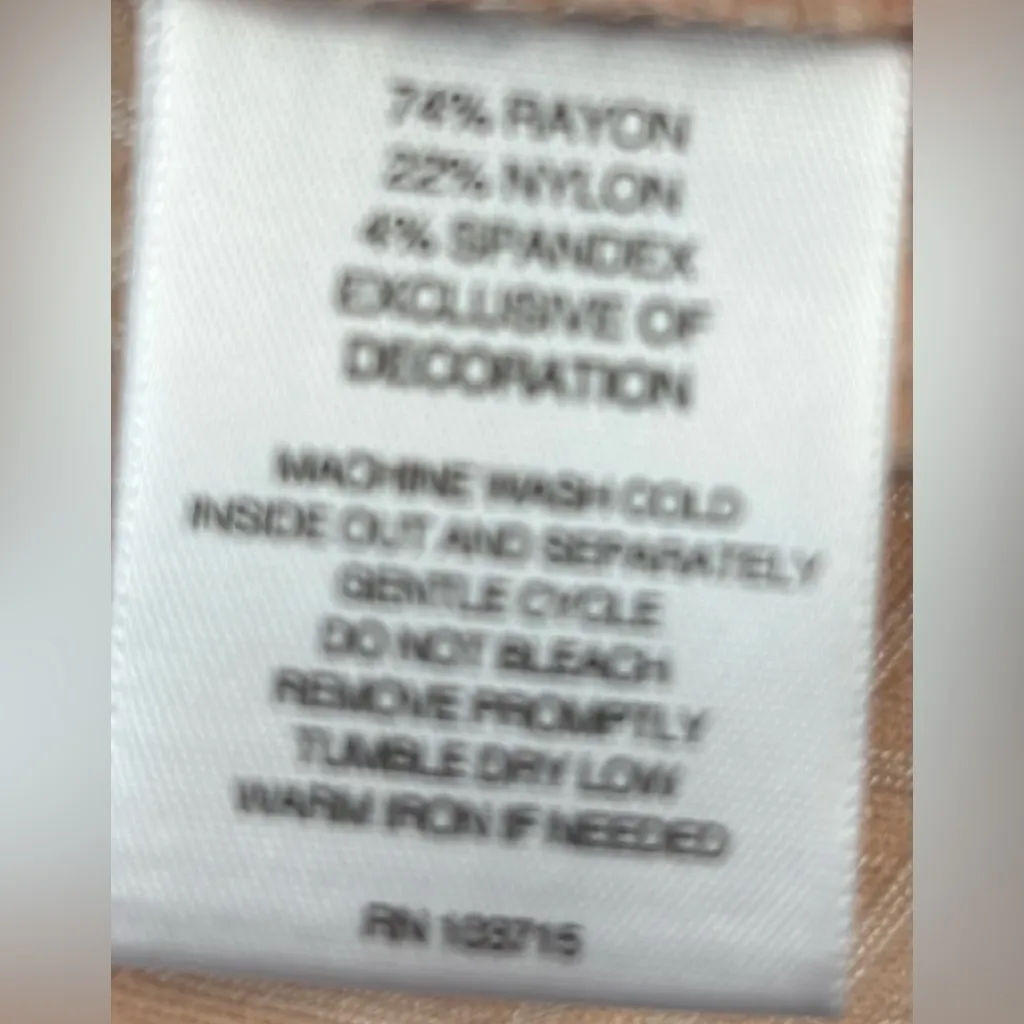 74% RAYON
22% NYLON
4% SPANDEX
EXCLUSIVE OF
DECORATION
MACHINE WASH COLD
INSIDE OUT AND SEPARATELY
GENTLE CYCLE
DO NOT BLEACH
REMOVE PROMPTLY
TUMBLE DRY LOW
WARM IRON IF NEEDED
RN